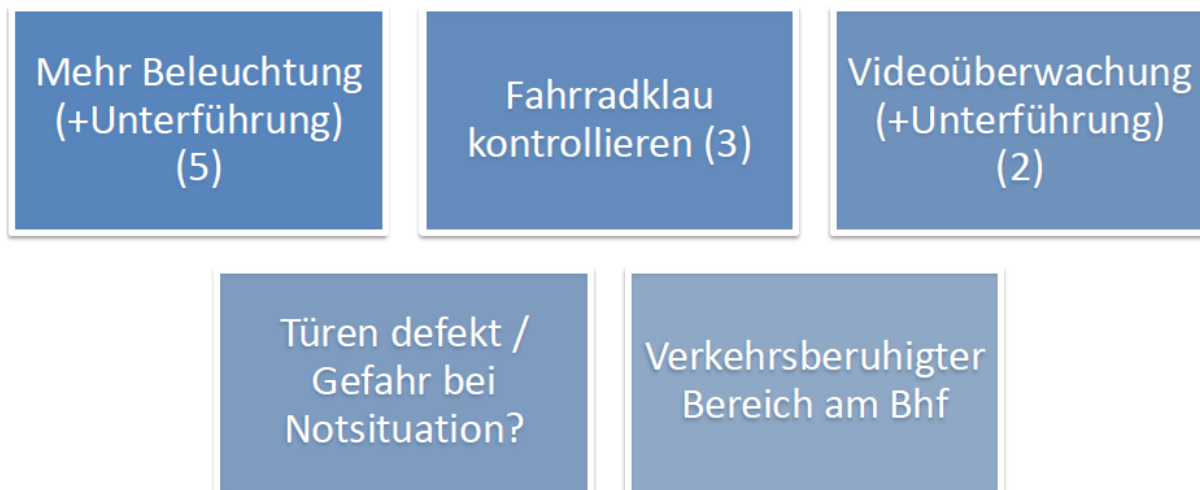 Mehr Beleuchtung
(+Unterführung)
(5)
Fahrradklau
kontrollieren (3)
Videoüberwachung
(+Unterführung)
(2)
Türen defekt /
Gefahr bei
Notsituation?
Verkehrsberuhigter
Bereich am Bhf